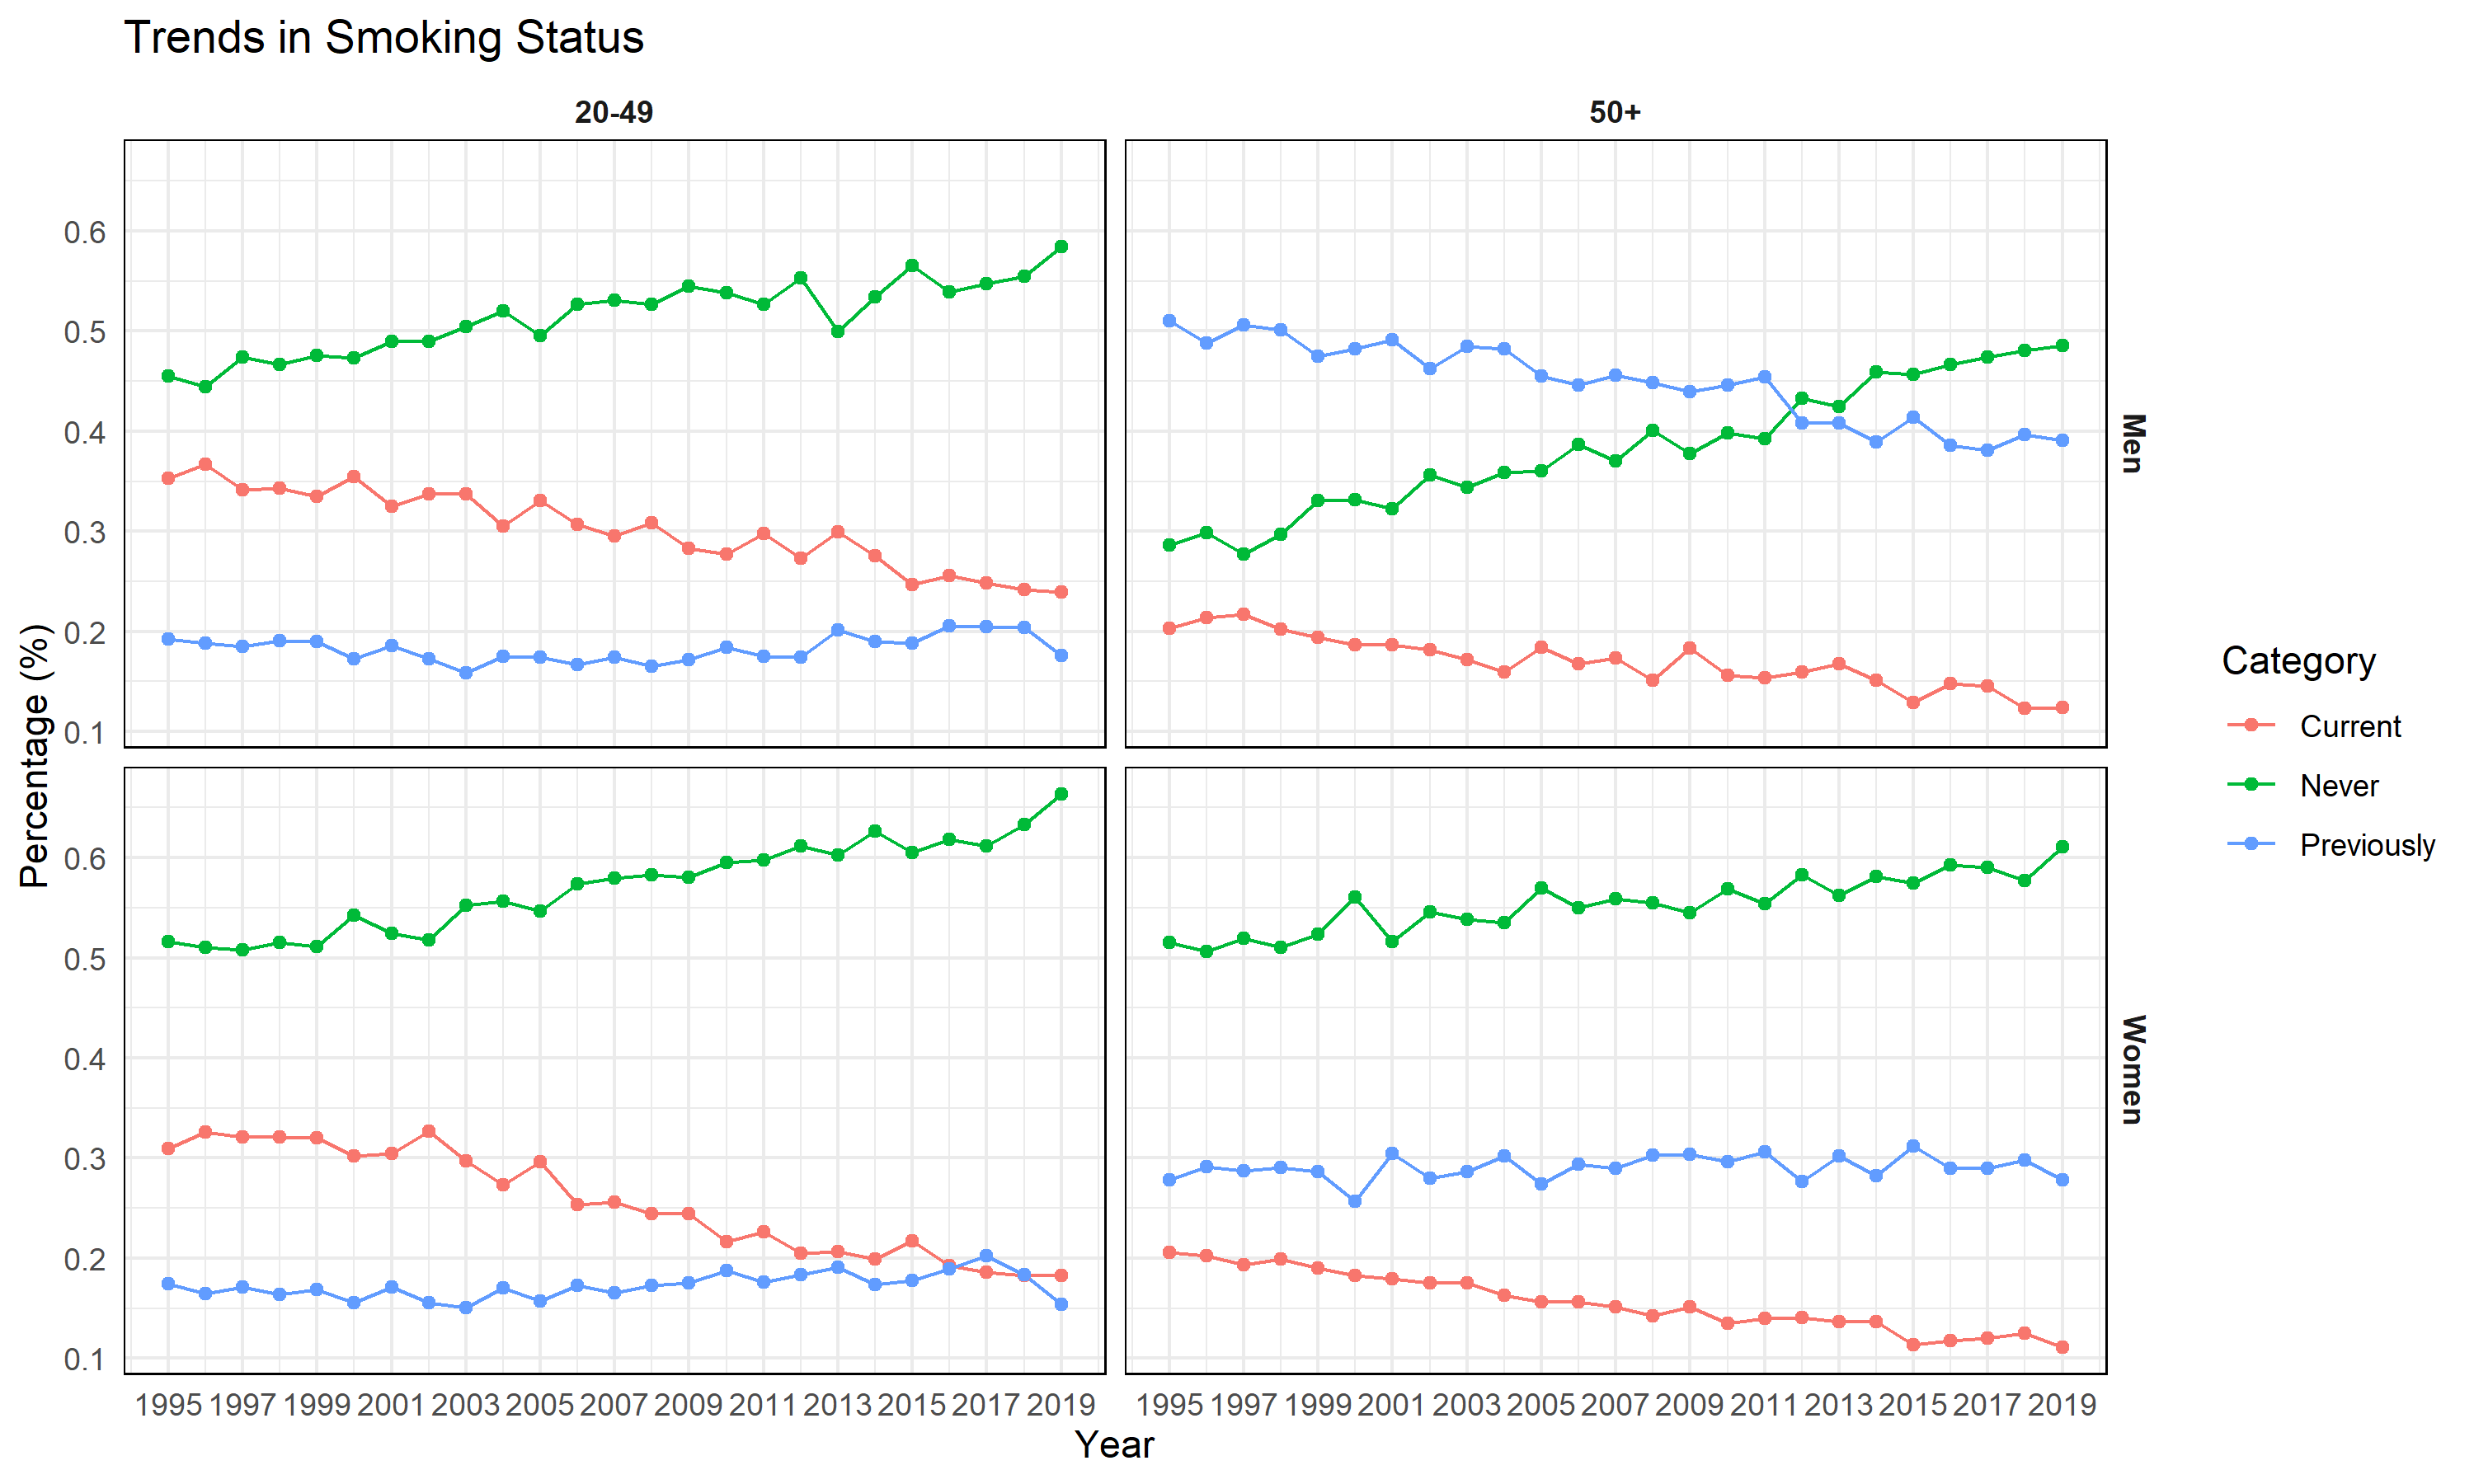 Trends in Smoking Status
20-49
50+
0.6
0.5
0.4
0.3
0.2
0.1
Men
0.6
0.5
0.4
0.3
0.2
0.1
Women
Percentage (%)
1995 1997 1999 2001 2003 2005 2007 2009 2011 2013 2015 2017 2019
1995 1997 1999 2001 2003 2005 2007 2009 2011 2013 2015 2017 2019
Year
Category
Current
Never
Previously